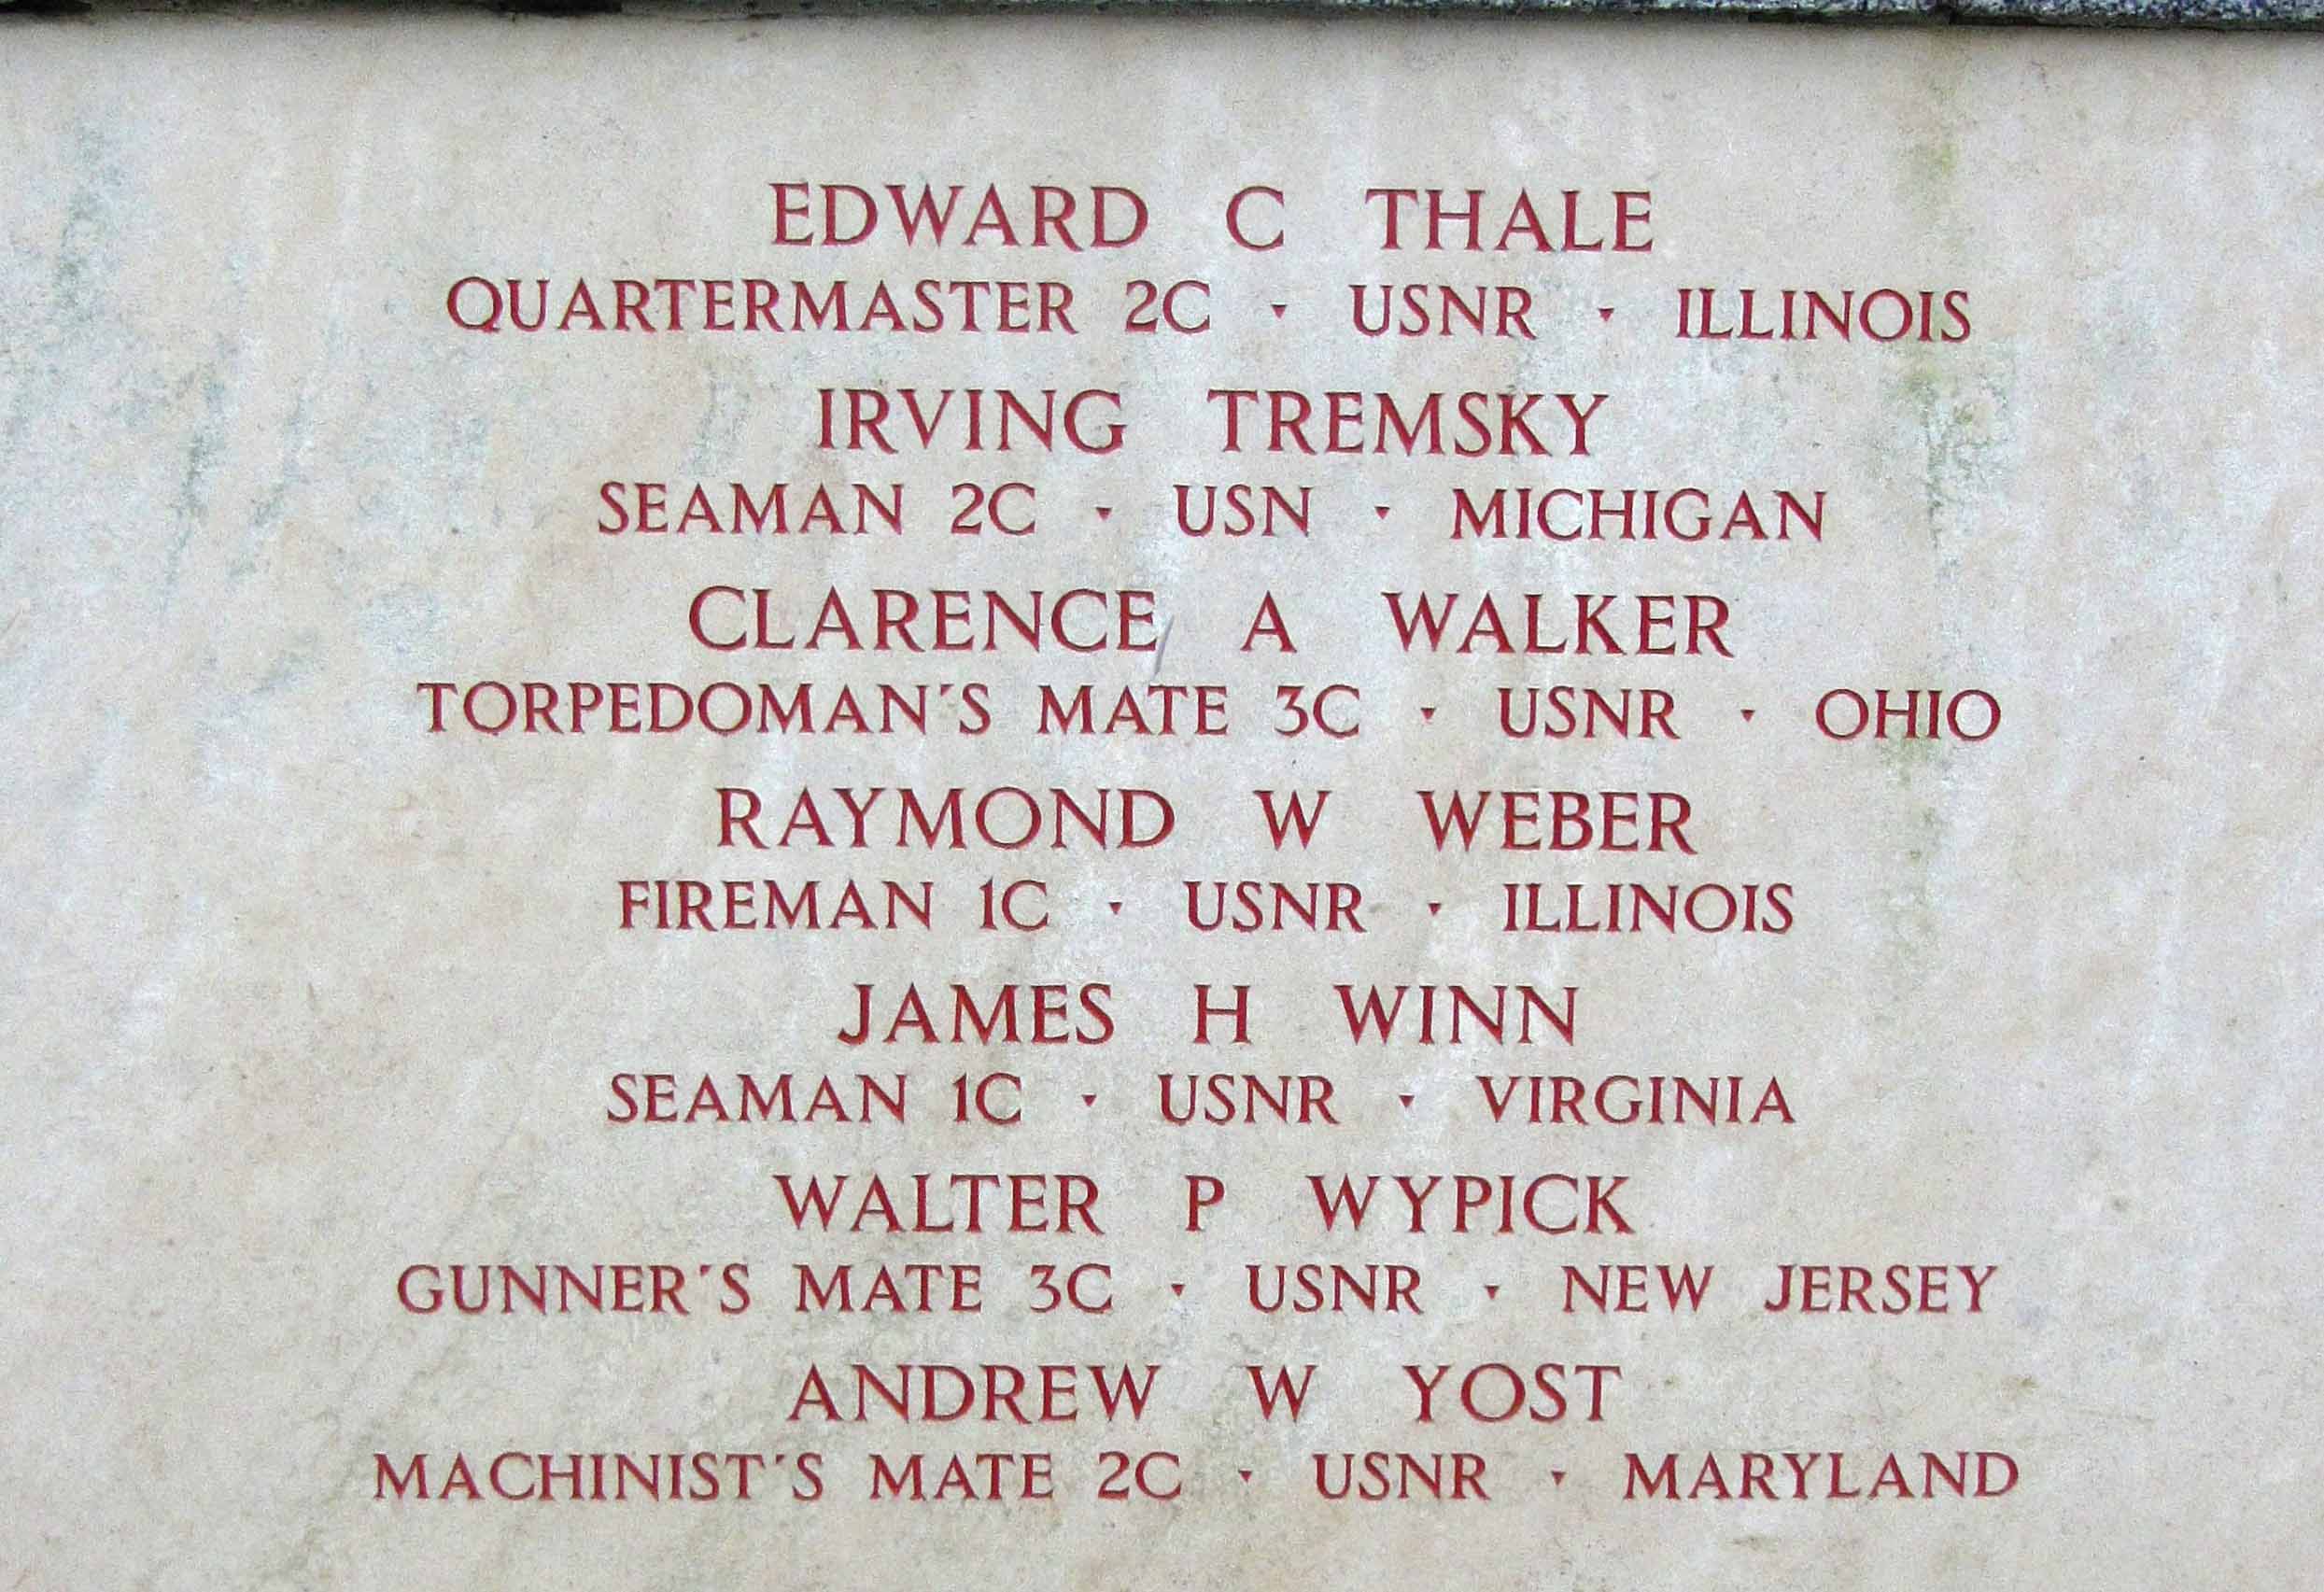 EDWARD C THALE
QUARTERMASTER 2C · USNR · ILLINOIS
IRVING TREMSKY
SEAMAN 2C · USN · MICHIGAN
CLARENCE A WALKER
TORPEDOMAN'S MATE 3C · USNR · OHIO
RAYMOND W WEBER
FIREMAN 1C · USNR · ILLINOIS
JAMES H WINN
SEAMAN 1C · USNR · VIRGINIA
WALTER P WYPICK
GUNNER'S MATE 3C · USNR · NEW JERSEY
ANDREW W YOST
MACHINIST'S MATE 2C · USNR · MARYLAND